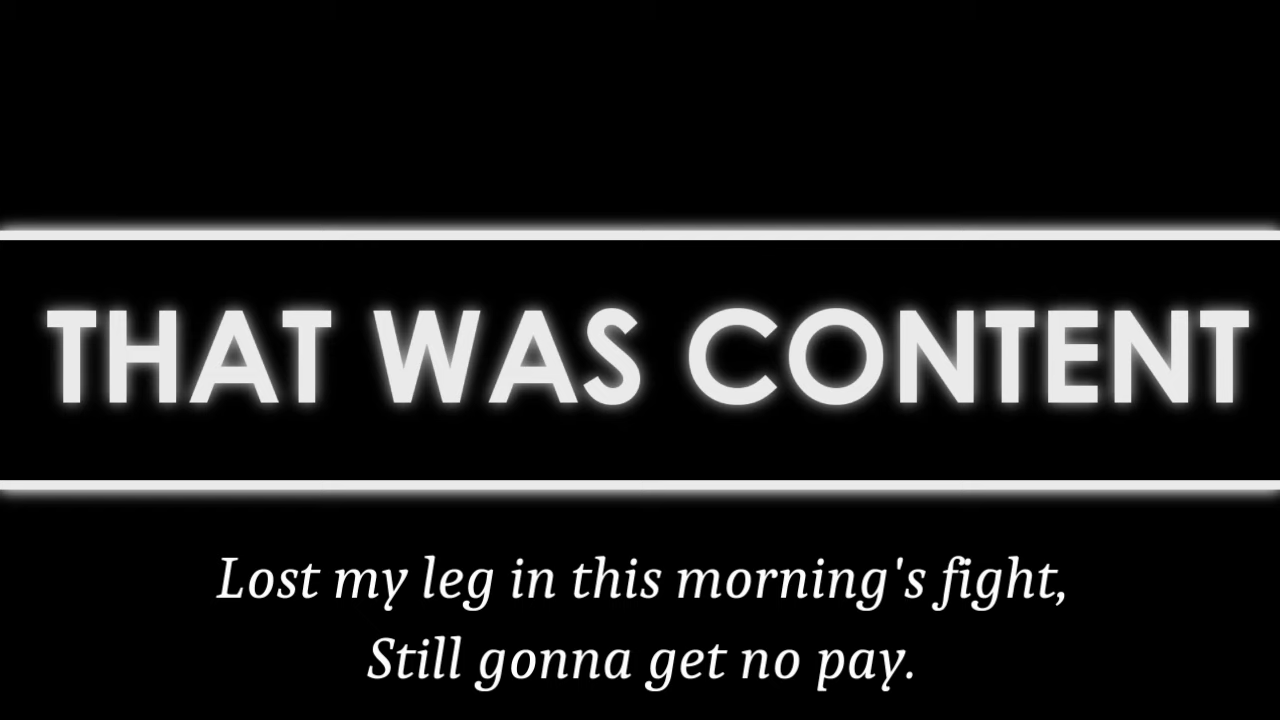 THAT WAS CONTENT
Lost my leg in this morning's fight,
Still gonna get no pay.